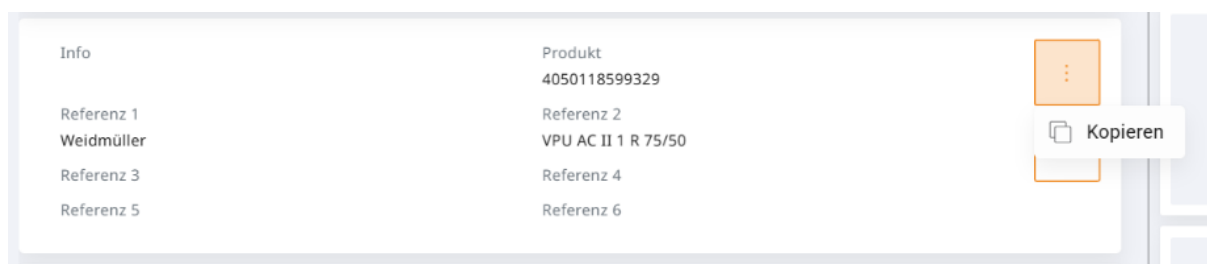 Info
Produkt
4050118599329
Referenz 1
Weidmüller
Referenz 2
VPU AC II 1 R 75/50
Kopieren
Referenz 3
Referenz 4
Referenz 5
Referenz 6